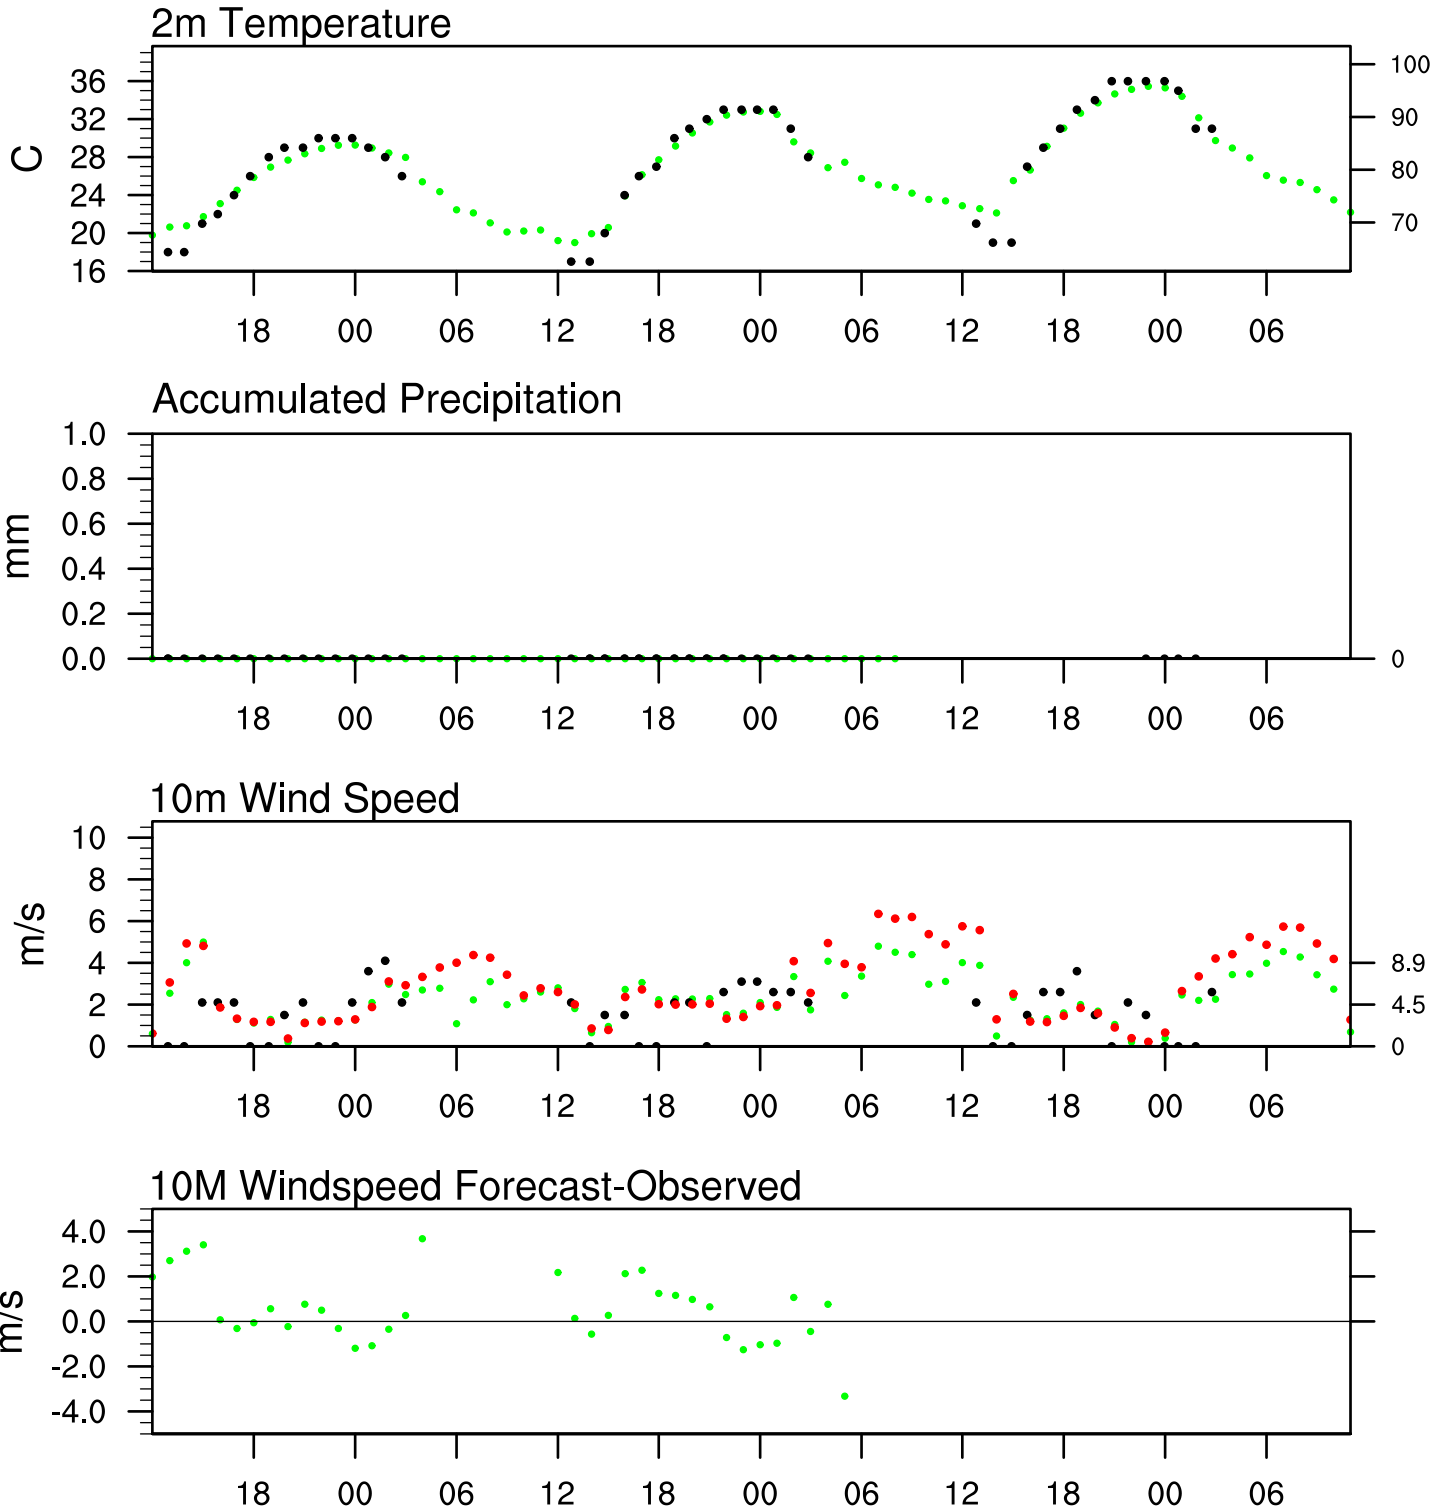 2m Temperature
36 100
32 90
28 80
24 70
20
16
C
18 00 06 12 18 00 06 12 18 00 06
Accumulated Precipitation
1.0
0.8
0.6
0.4
0.2
0.0 0
mm
18 00 06 12 18 00 06 12 18 00 06
10m Wind Speed
10
8
6
4 8.9
2 4.5
0 0
m/s
18 00 06 12 18 00 06 12 18 00 06
10M Windspeed Forecast-Observed
4.0
2.0
0.0
-2.0
-4.0
m/s
18 00 06 12 18 00 06 12 18 00 06